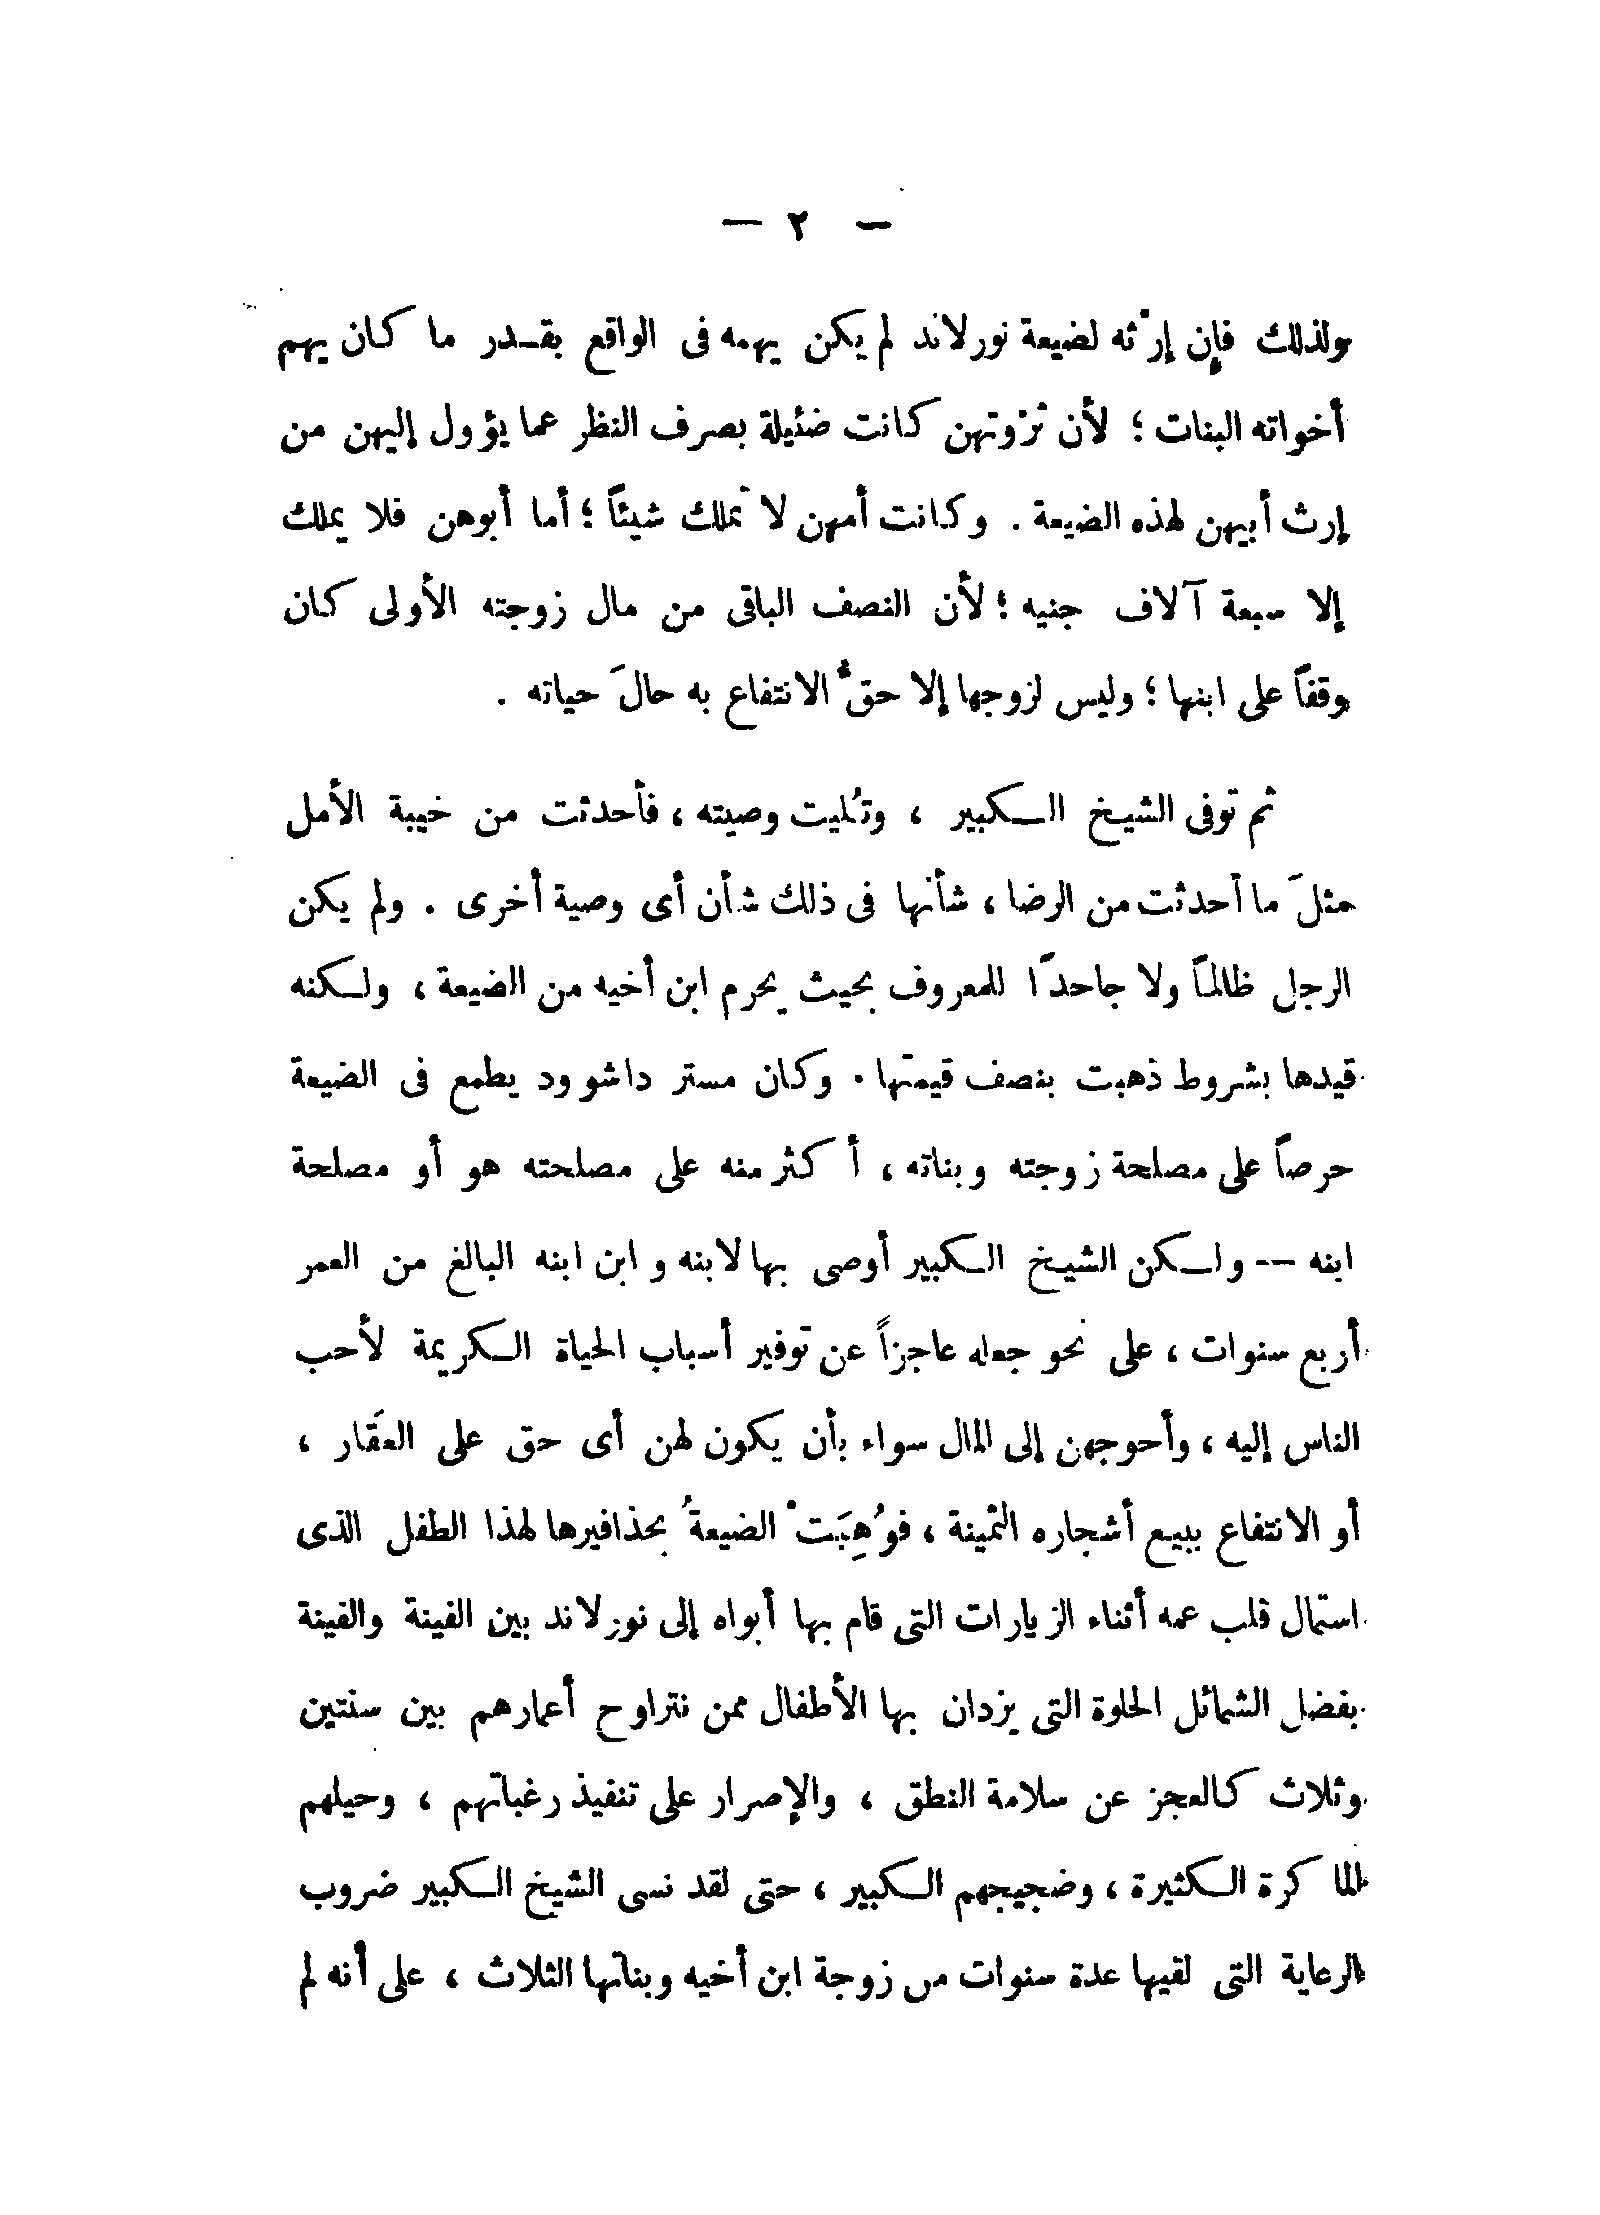 — ٢ —
ولذلك فإن إرْثه لضيعة نورلاند لم يكن يهمه فى الواقع بقدر ما كان يهم
أخواته البنات ؛ لأن ثروتهن كانت ضئيلة بصرف النظر عما يؤول إليهن من
إرث أبيهن لهذه الضيعة . وكانت أمهن لا تملك شيئاً ؛ أما أبوهن فلا يملك
إلا سبعة آلاف جنيه ؛ لأن النصف الباقى من مال زوجته الأولى كان
وقفاً على ابنها ؛ وليس لزوجها إلا حقُّ الانتفاع به حالَ حياته .
ثم توفى الشيخ الكبير ، وتُليت وصيته ، فأحدثت من خيبة الأمل
مثلَ ما أحدثت من الرضا ، شأنها فى ذلك شأن أى وصية أخرى . ولم يكن
الرجل ظالماً ولا جاحداً للمعروف بحيث يحرم ابن أخيه من الضيعة ، ولكنه
قيدها بشروط ذهبت بنصف قيمتها . وكان مستر داشوود يطمع فى الضيعة
حرصاً على مصلحة زوجته وبناته ، أكثر منه على مصلحته هو أو مصلحة
ابنه -- ولكن الشيخ الكبير أوصى بها لابنه وابن ابنه البالغ من العمر
أربع سنوات ، على نحو جعله عاجزاً عن توفير أسباب الحياة الكريمة لأحب
الناس إليه ، وأحوجهن إلى المال سواء بأن يكون لهن أى حق على العقَار ،
أو الانتفاع ببيع أشجاره الثمينة ، فوُهِبَتْ الضيعةُ بحذافيرها لهذا الطفل الذى
استمال قلب عمه أثناء الزيارات التى قام بها أبواه إلى نورلاند بين الفينة والفينة
بفضل الشمائل الحلوة التى يزدان بها الأطفال ممن تتراوح أعمارهم بين سنتين
وثلاث كالعجز عن سلامة النطق ، والإصرار على تنفيذ رغباتهم ، وحيلهم
الماكرة الكثيرة ، وضجيجهم الكبير ، حتى لقد نسى الشيخ الكبير ضروب
الرعاية التى لقيها عدة سنوات من زوجة ابن أخيه وبناتها الثلاث ، على أنه لم